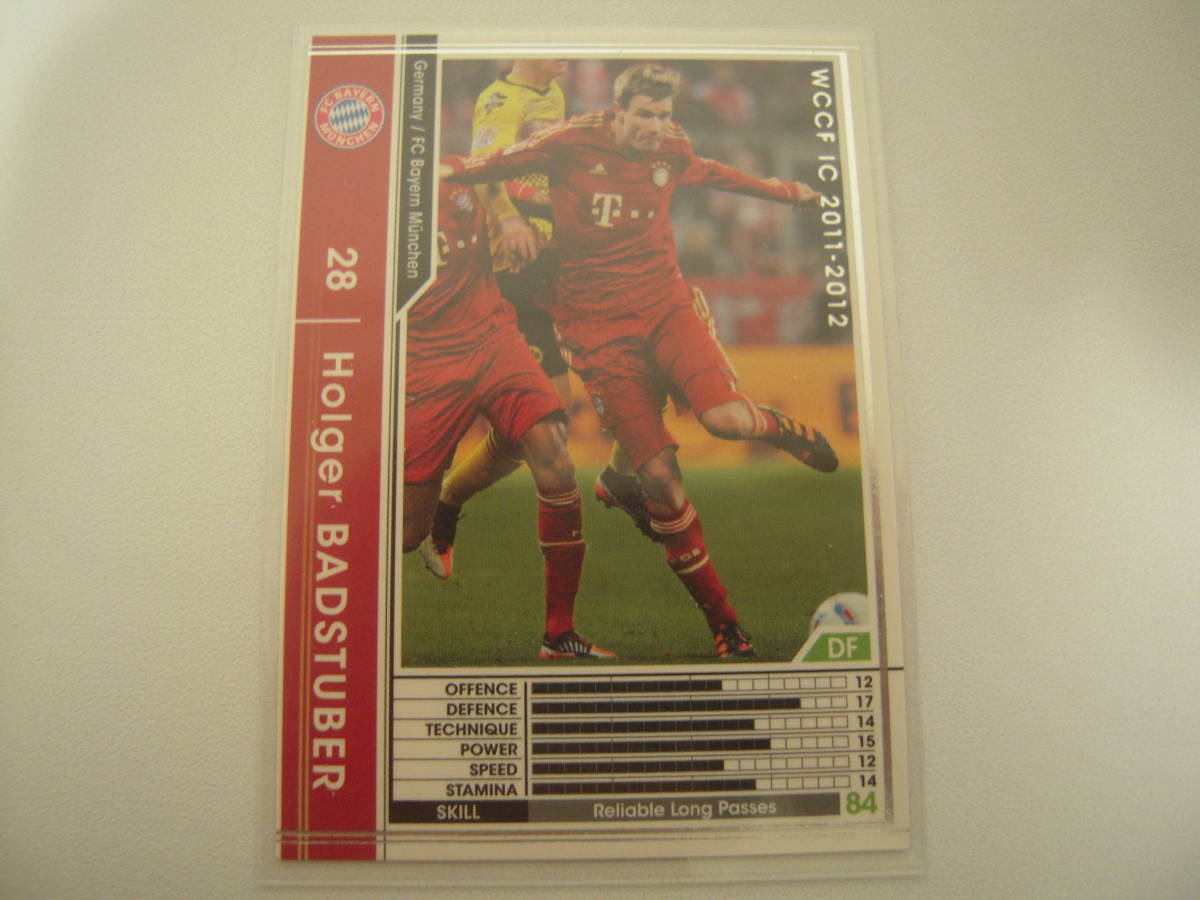 FC BAYERN
MÜNCHEN
28 Holger BADSTUBER
Germany / FC Bayern München
WCCF IC 2011-2012
T
DF
OFFENCE 12
DEFENCE 17
TECHNIQUE 14
POWER 15
SPEED 12
STAMINA 14
84
SKILL Reliable Long Passes